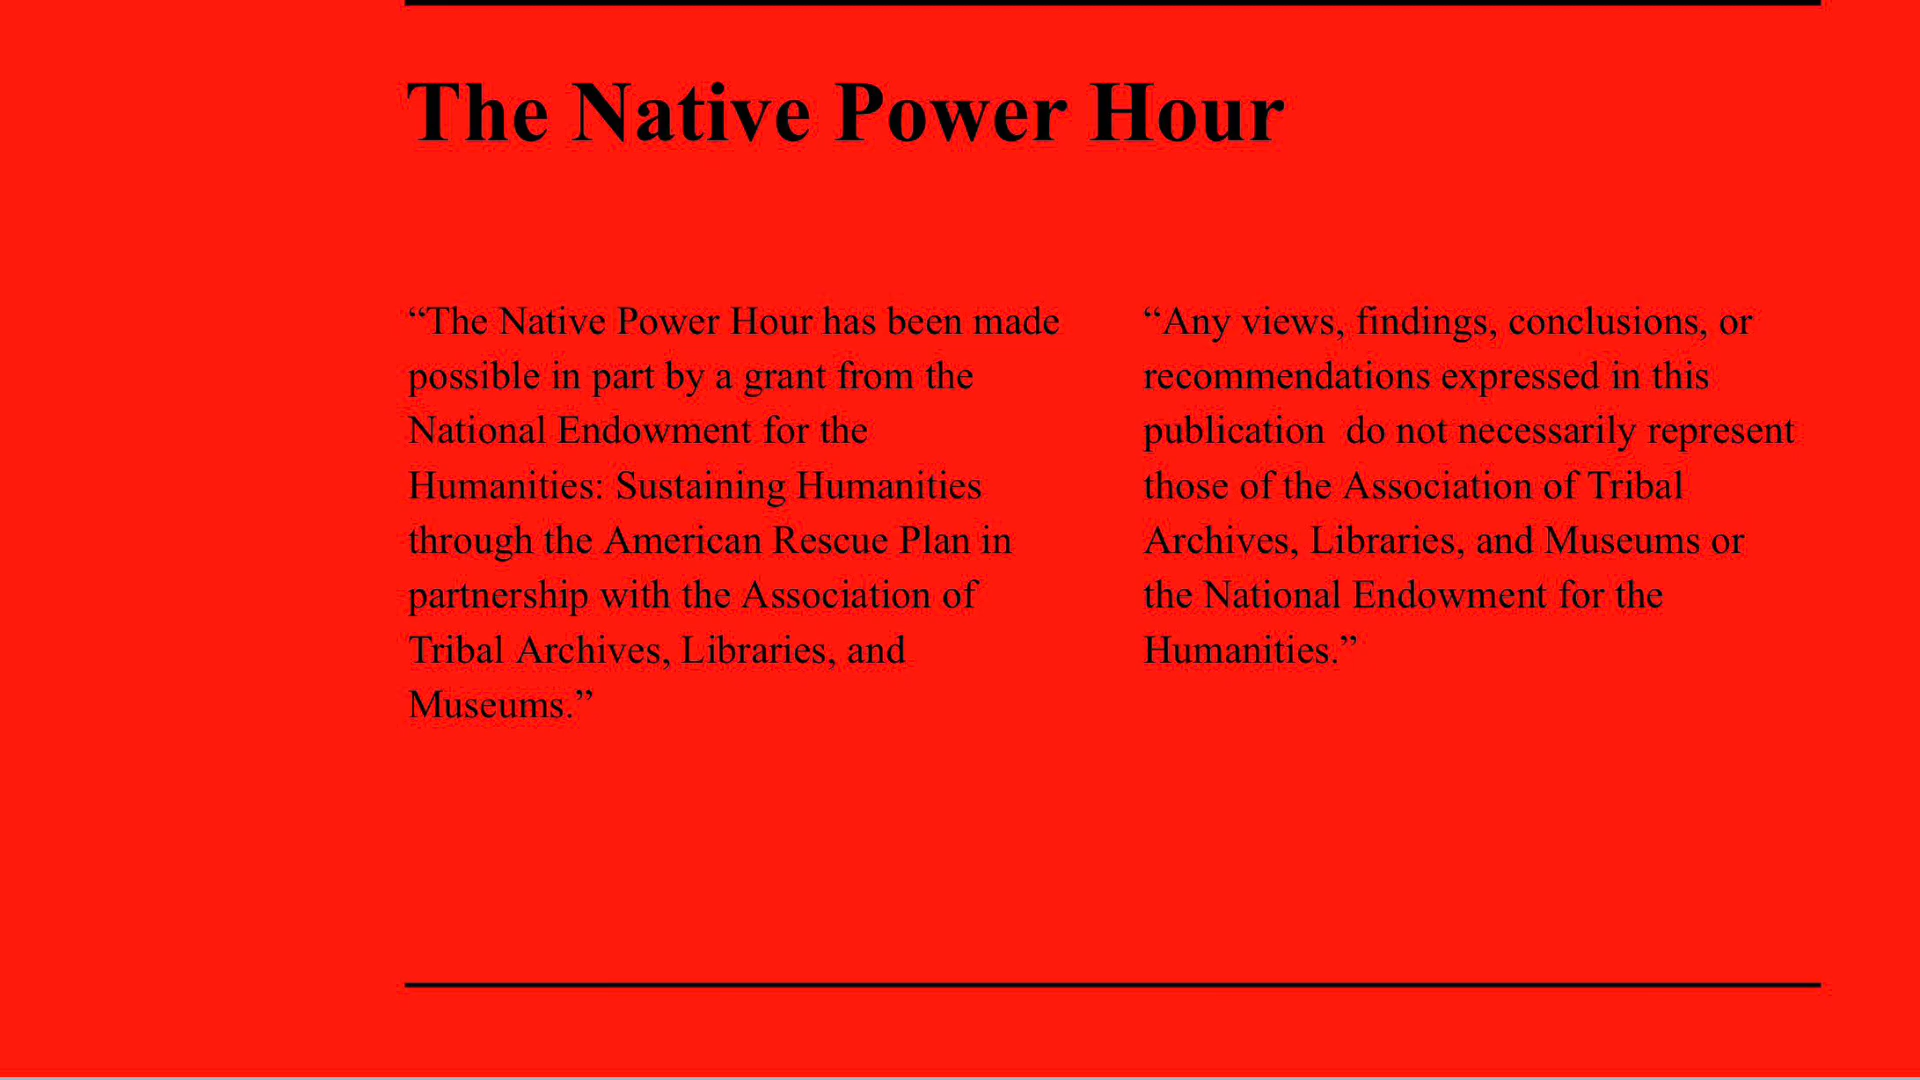 The Native Power Hour
“The Native Power Hour has been made
possible in part by a grant from the
National Endowment for the
Humanities: Sustaining Humanities
through the American Rescue Plan in
partnership with the Association of
Tribal Archives, Libraries, and
Museums.”
“Any views, findings, conclusions, or
recommendations expressed in this
publication  do not necessarily represent
those of the Association of Tribal
Archives, Libraries, and Museums or
the National Endowment for the
Humanities.”